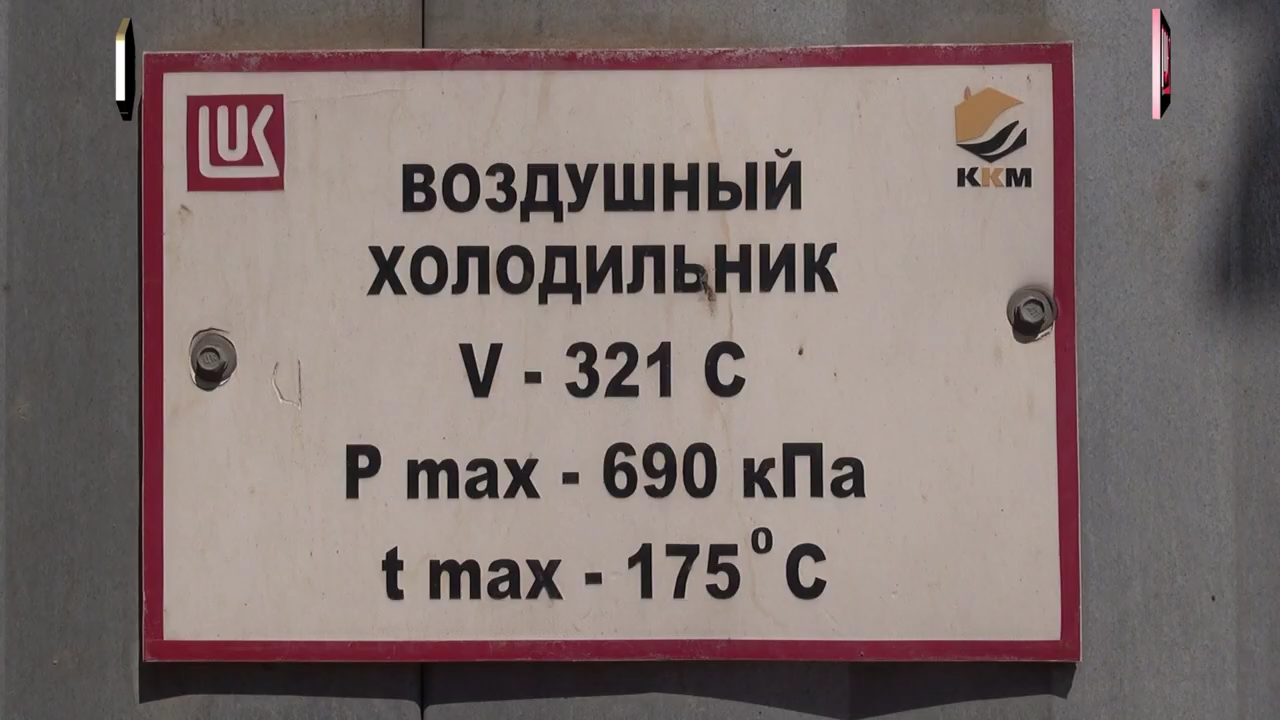 LUK
ККМ
ВОЗДУШНЫЙ
ХОЛОДИЛЬНИК
V - 321 C
P max - 690 кПа
t max - 175°C